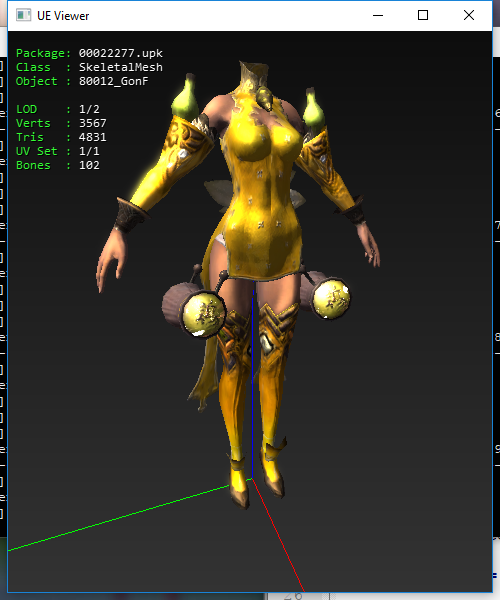 UE Viewer
Package: 00022277.upk
Class : SkeletalMesh
Object : 80012_GonF
LOD : 1/2
Verts : 3567
Tris : 4831
UV Set : 1/1
Bones : 102